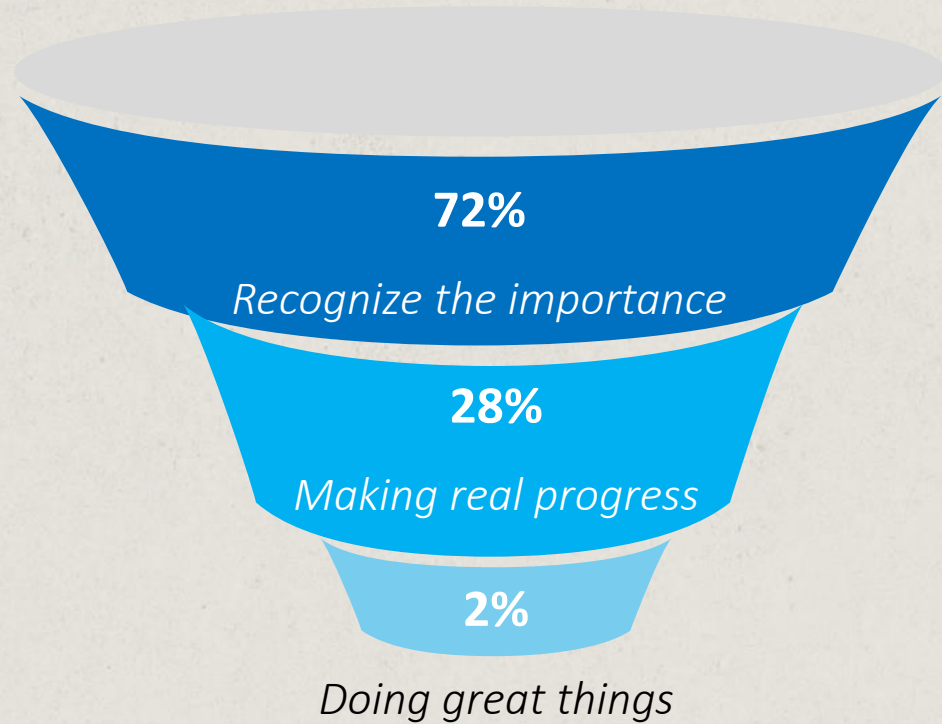 72%
Recognize the importance
28%
Making real progress
2%
Doing great things